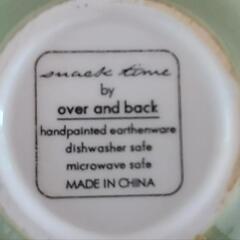 snack time
by
over and back
handpainted earthenware
dishwasher safe
microwave safe
MADE IN CHINA